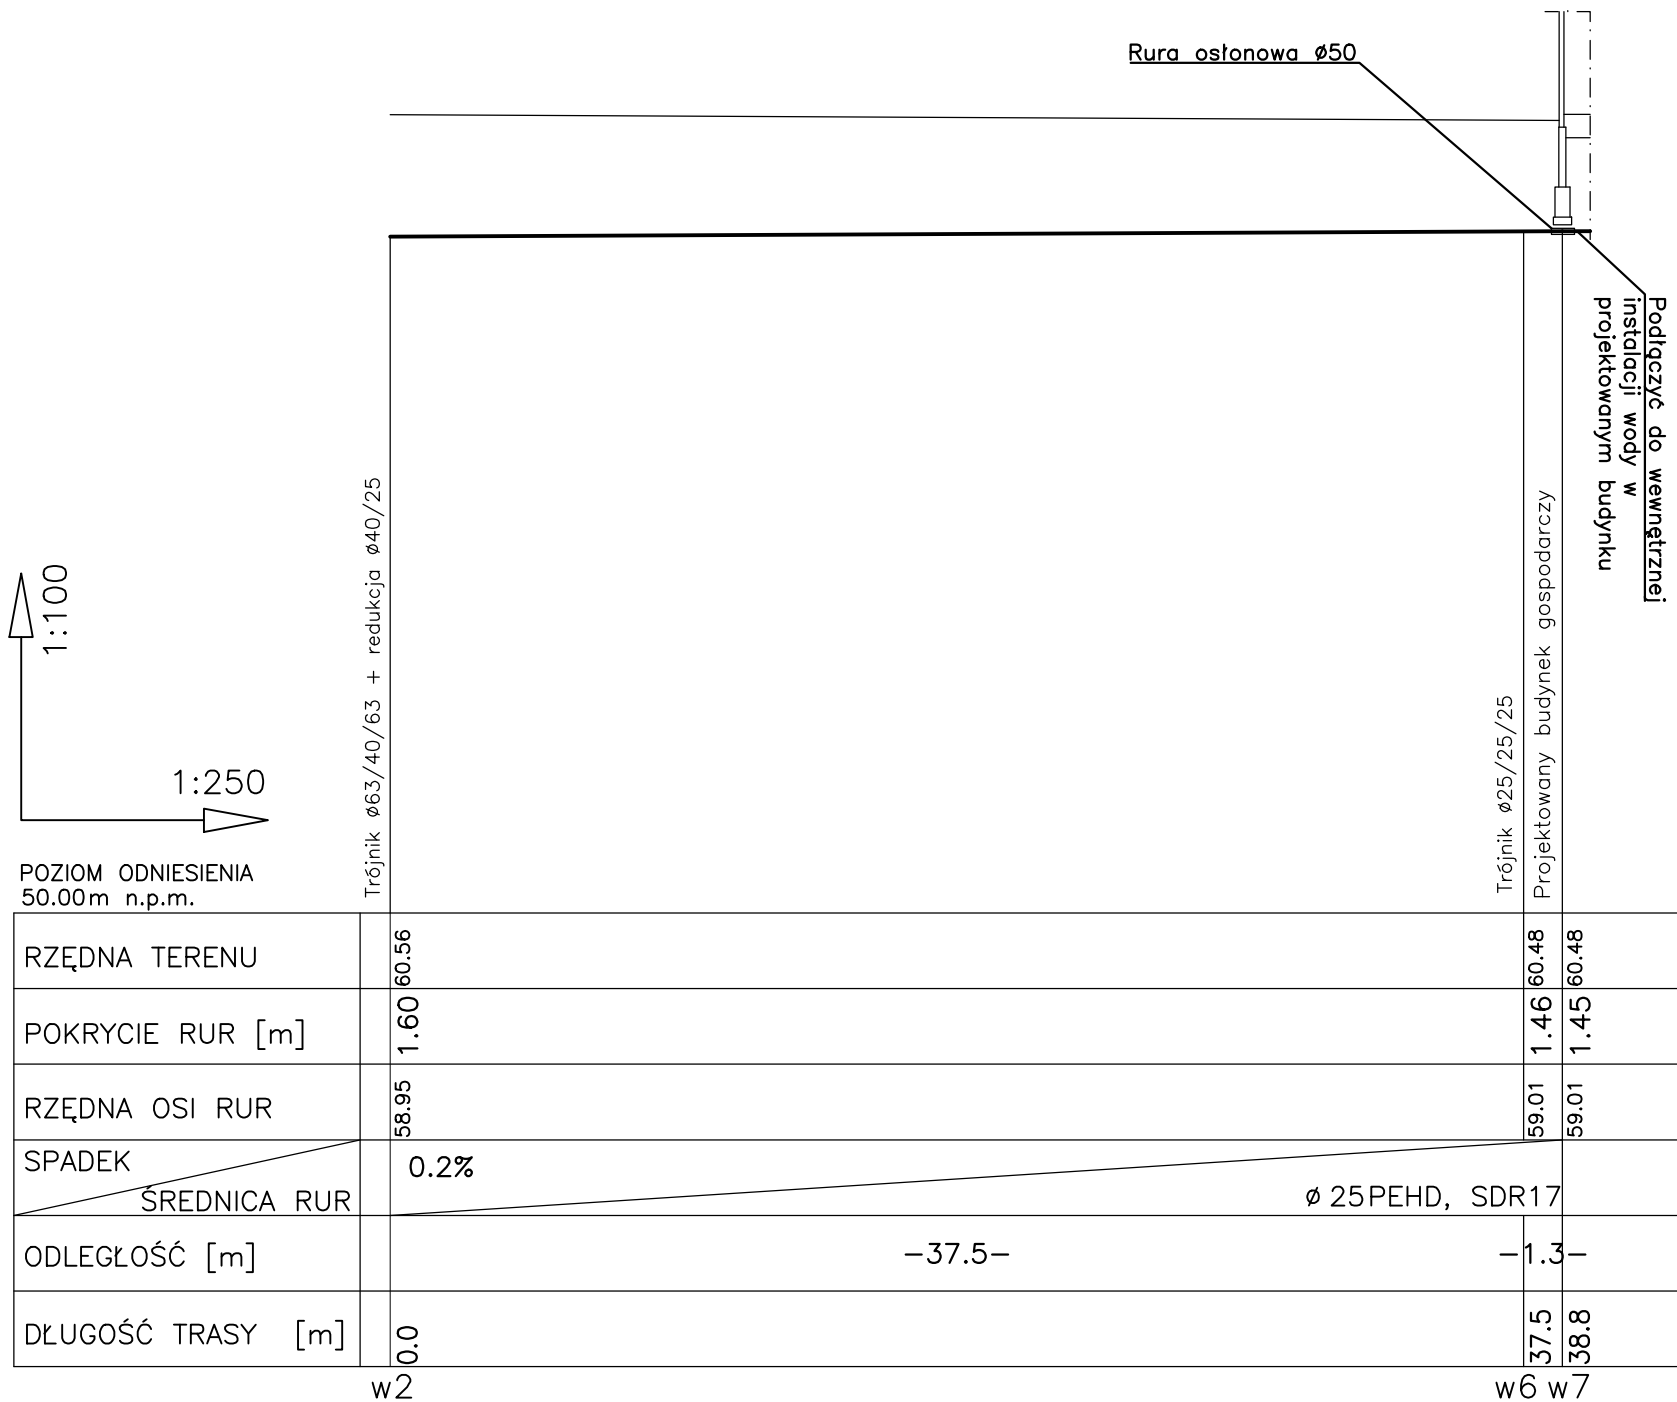 Rura osłonowa ø50
Podłączyć do wewnętrznej
instalacji wody w
projektowanym budynku
1:100
1:250
Trójnik ø63/40/63 + redukcja ø40/25
Trójnik ø25/25/25
Projektowany budynek gospodarczy
POZIOM ODNIESIENIA
50.00m n.p.m.
RZĘDNA TERENU 60.56 60.48 60.48
POKRYCIE RUR [m] 1.60 1.46 1.45
RZĘDNA OSI RUR 58.95 59.01 59.01
SPADEK 0.2%
ŚREDNICA RUR ø 25PEHD, SDR17
ODLEGŁOŚĆ [m] -37.5- -1.3-
DŁUGOŚĆ TRASY [m] 0.0 37.5 38.8
w2 w6 w7